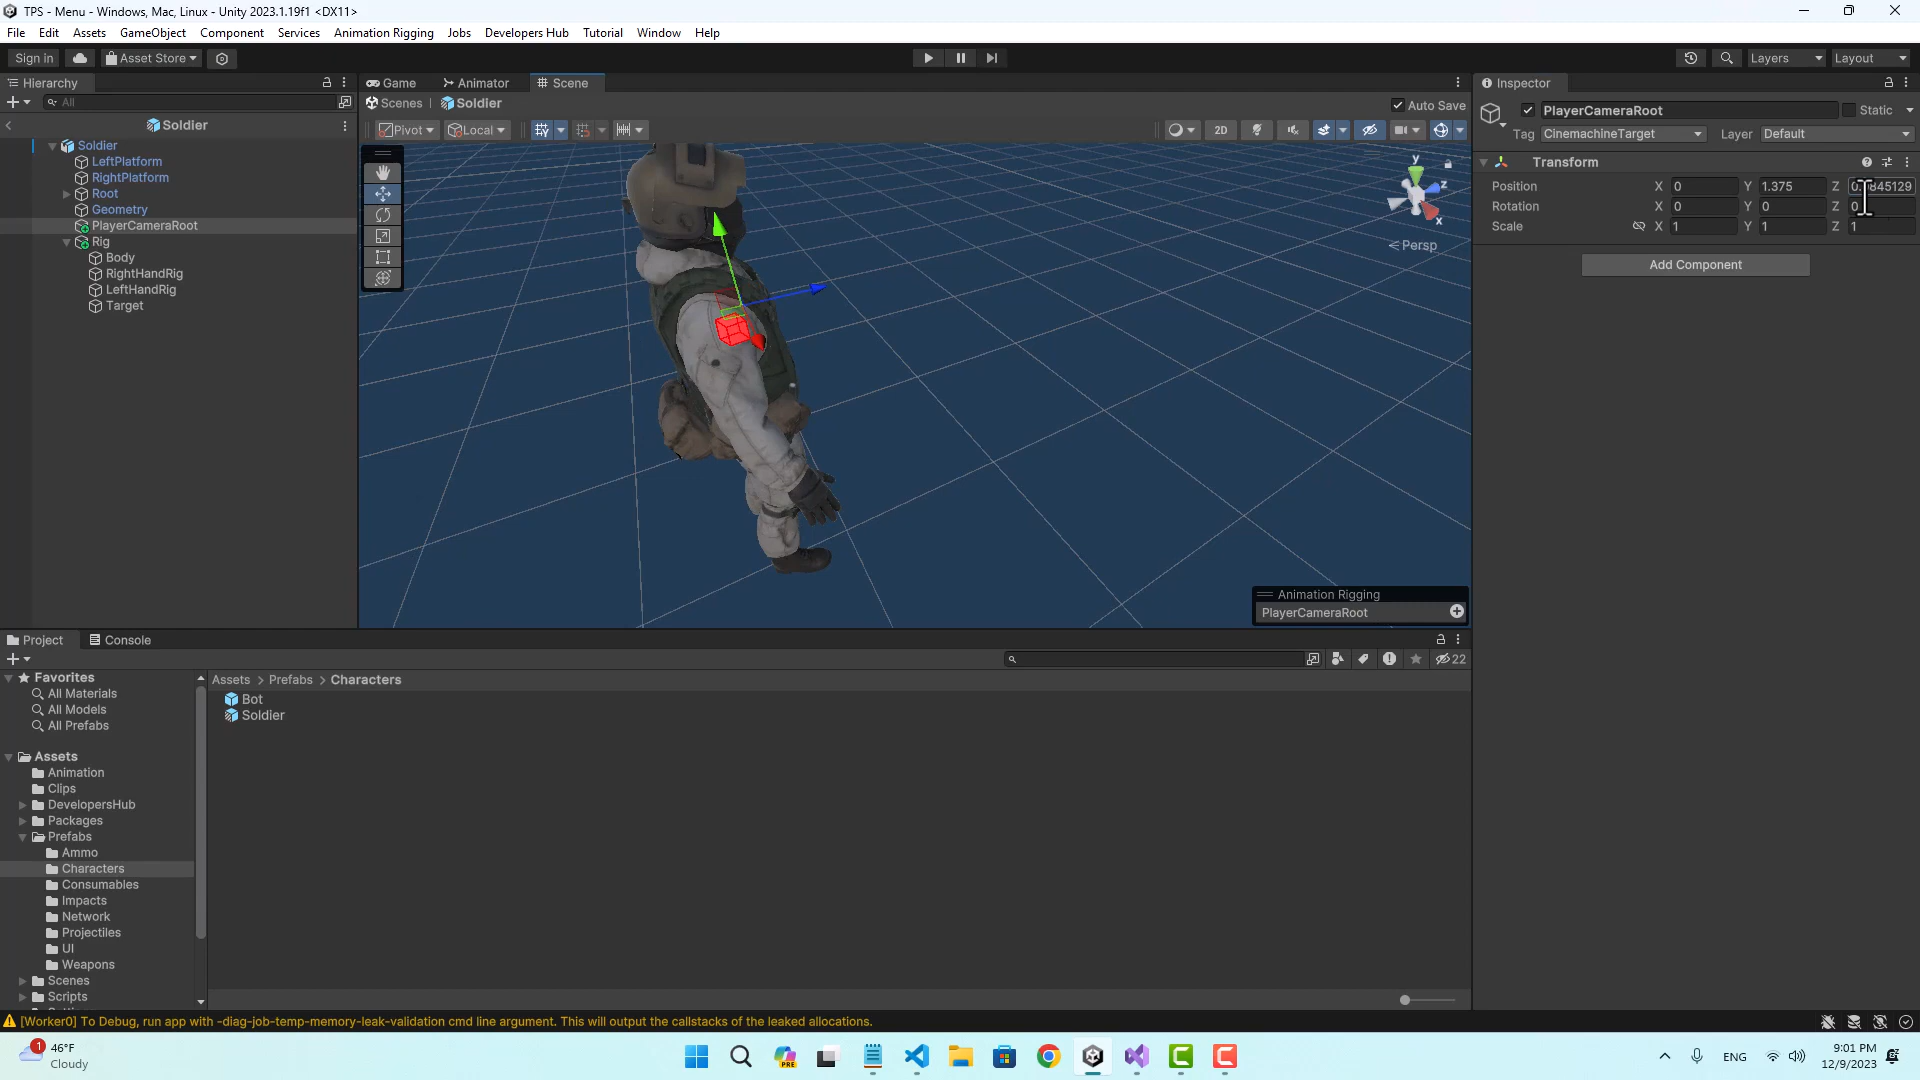 TPS - Menu - Windows, Mac, Linux - Unity 2023.1.19f1 <DX11>
File Edit Assets GameObject Component Services Animation Rigging Jobs Developers Hub Tutorial Window Help
Sign in Asset Store Layers Layout
Hierarchy Game Animator Scene Inspector
All Scenes Soldier Auto Save PlayerCameraRoot Static
Soldier
Pivot Local 2D Tag CinemachineTarget Layer Default
Soldier
LeftPlatform
RightPlatform
Root
Geometry
PlayerCameraRoot
Rig
Body
RightHandRig
LeftHandRig
Target
y
z
x
Persp
Transform
Position X 0 Y 1.375 Z
Rotation X 0 Y 0 Z 0
Scale X 1 Y 1 Z 1
Add Component
Animation Rigging
PlayerCameraRoot
Project Console
22
Favorites
All Materials
All Models
All Prefabs
Assets
Animation
Clips
DevelopersHub
Packages
Prefabs
Ammo
Characters
Consumables
Impacts
Network
Projectiles
UI
Weapons
Scenes
Scripts
Assets > Prefabs > Characters
Bot
Soldier
[Worker0] To Debug, run app with -diag-job-temp-memory-leak-validation cmd line argument. This will output the callstacks of the leaked allocations.
1
46°F
Cloudy
PRE
ENG
9:01 PM
12/9/2023